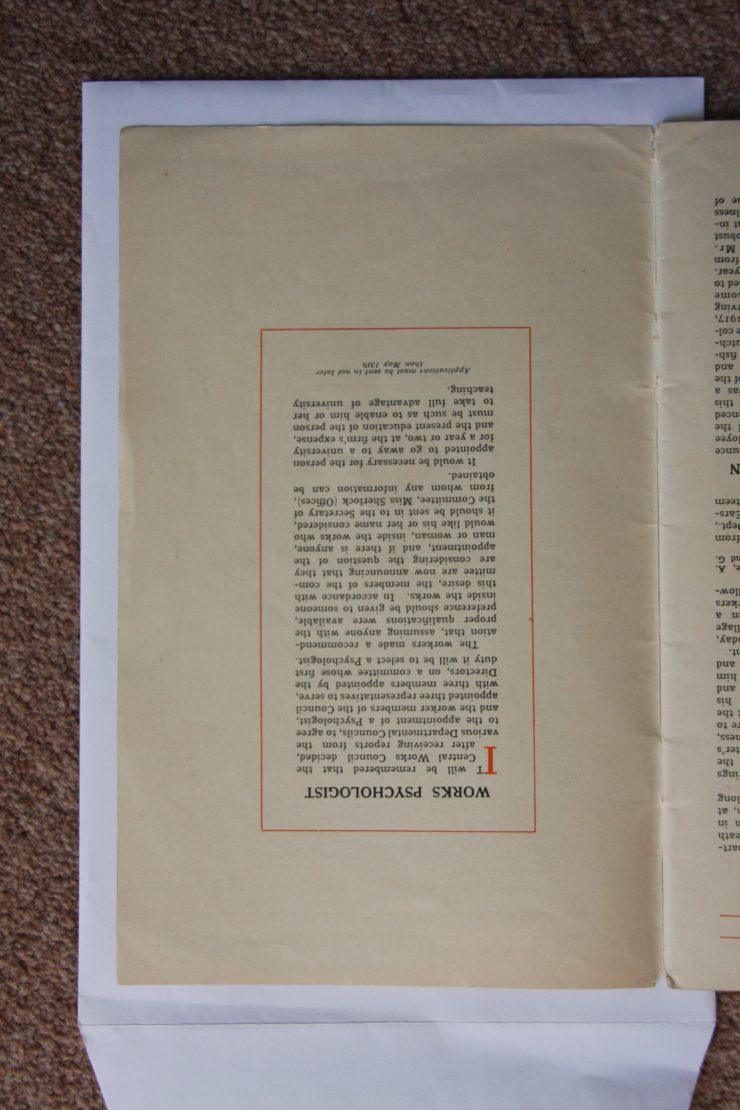 WORKS PSYCHOLOGIST
IT will be remembered that the
Central Works Council decided,
after receiving reports from the
various Departmental Councils, to agree
to the appointment of a Psychologist,
and the worker members of the Council
appointed three representatives to serve,
with three members appointed by the
Directors, on a committee whose first
duty it will be to select a Psychologist.
The workers made a recommend-
ation that, assuming anyone with the
proper qualifications were available,
preference should be given to someone
inside the works. In accordance with
this desire, the members of the com-
mittee are now announcing that they
are considering the question of the
appointment, and if there is anyone,
man or woman, inside the works who
would like his or her name considered,
it should be sent in to the Secretary of
the Committee, Miss Sherlock (Offices),
from whom any information can be
obtained.
It would be necessary for the person
appointed to go away to a university
for a year or two, at the firm's expense,
and the present education of the person
must be such as to enable him or her
to take full advantage of university
teaching.
Applications must be sent in not later
than May 15th